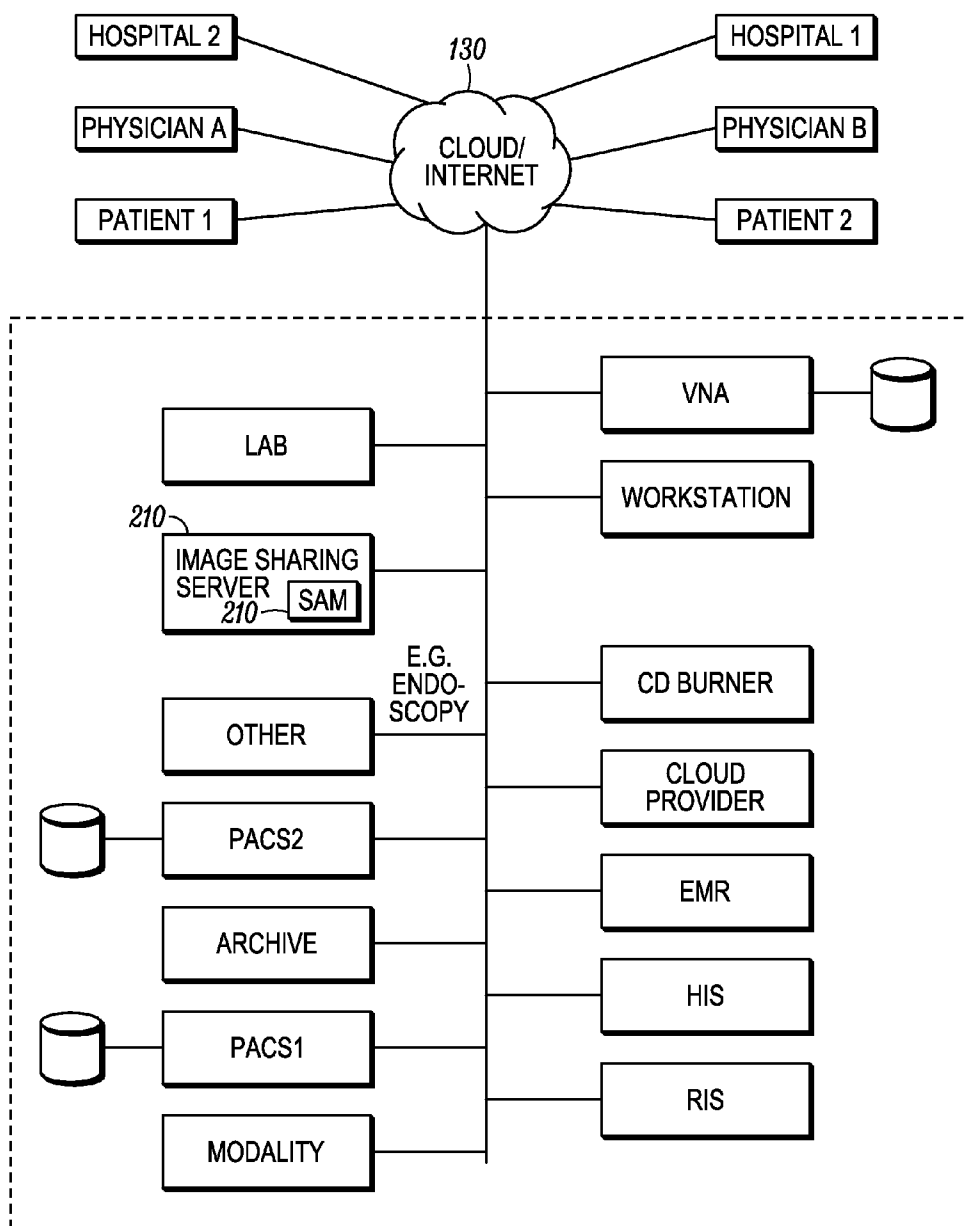 HOSPITAL 2
HOSPITAL 1
130
PHYSICIAN A
CLOUD/
INTERNET
PHYSICIAN B
PATIENT 1
PATIENT 2
VNA
LAB
WORKSTATION
210
IMAGE SHARING
SERVER
210
SAM
E.G.
ENDO-
SCOPY
CD BURNER
OTHER
CLOUD
PROVIDER
PACS2
EMR
ARCHIVE
HIS
PACS1
RIS
MODALITY